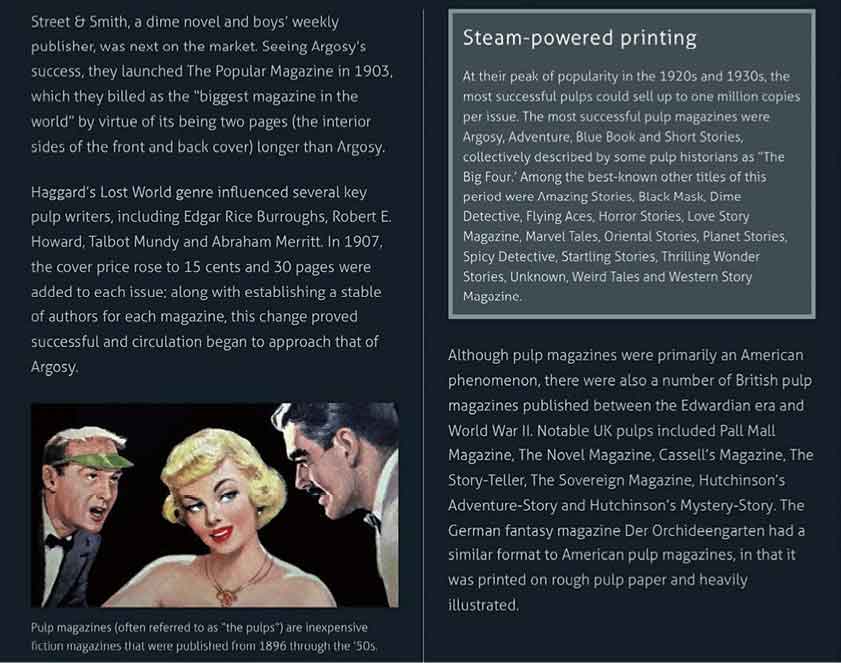 Street & Smith, a dime novel and boys’ weekly
publisher, was next on the market. Seeing Argosy’s
success, they launched The Popular Magazine in 1903,
which they billed as the “biggest magazine in the
world” by virtue of its being two pages (the interior
sides of the front and back cover) longer than Argosy.
Haggard’s Lost World genre influenced several key
pulp writers, including Edgar Rice Burroughs, Robert E.
Howard, Talbot Mundy and Abraham Merritt. In 1907,
the cover price rose to 15 cents and 30 pages were
added to each issue; along with establishing a stable
of authors for each magazine, this change proved
successful and circulation began to approach that of
Argosy.
Pulp magazines (often referred to as “the pulps”) are inexpensive
fiction magazines that were published from 1896 through the ‘50s.
Steam-powered printing
At their peak of popularity in the 1920s and 1930s, the
most successful pulps could sell up to one million copies
per issue. The most successful pulp magazines were
Argosy, Adventure, Blue Book and Short Stories,
collectively described by some pulp historians as “The
Big Four.’ Among the best-known other titles of this
period were Amazing Stories, Black Mask, Dime
Detective, Flying Aces, Horror Stories, Love Story
Magazine, Marvel Tales, Oriental Stories, Planet Stories,
Spicy Detective, Startling Stories, Thrilling Wonder
Stories, Unknown, Weird Tales and Western Story
Magazine.
Although pulp magazines were primarily an American
phenomenon, there were also a number of British pulp
magazines published between the Edwardian era and
World War II. Notable UK pulps included Pall Mall
Magazine, The Novel Magazine, Cassell’s Magazine, The
Story-Teller, The Sovereign Magazine, Hutchinson’s
Adventure-Story and Hutchinson’s Mystery-Story. The
German fantasy magazine Der Orchideengarten had a
similar format to American pulp magazines, in that it
was printed on rough pulp paper and heavily
illustrated.